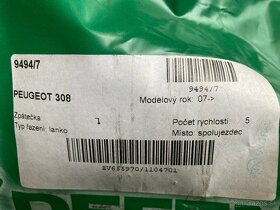 9494/7
9494/7
PEUGEOT 308
Modelový rok: 07->
Zpátečka 1 Počet rychlostí: 5
Typ řazení: lanko Místo: spolujezdec
EV633970/1104701